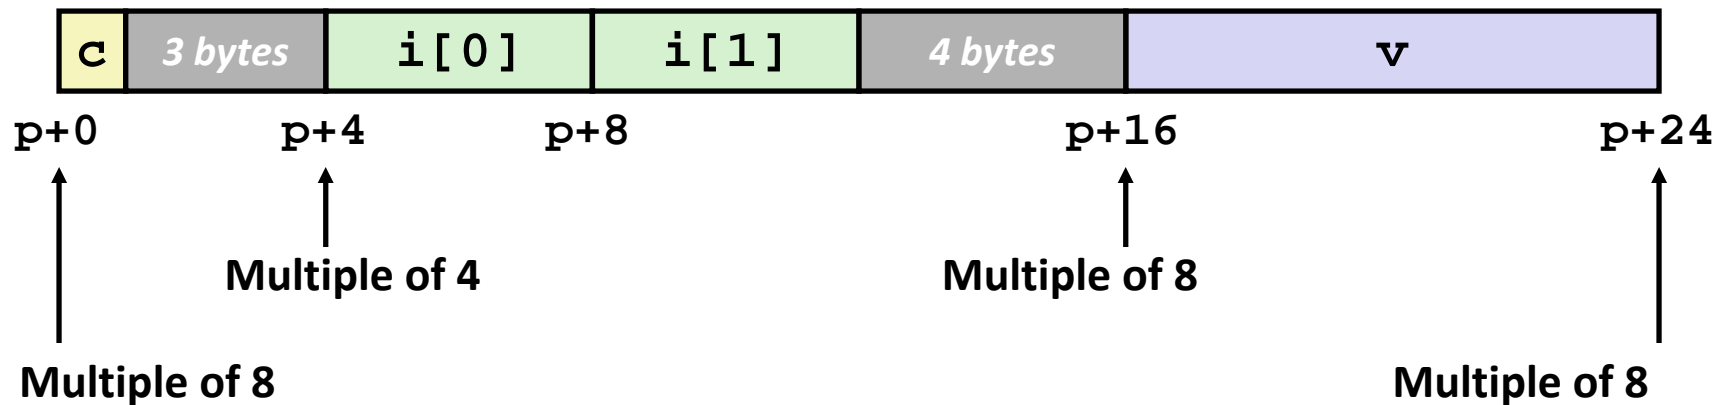 c 3 bytes i[0] i[1] 4 bytes v
p+0 p+4 p+8 p+16 p+24
Multiple of 4 Multiple of 8
Multiple of 8 Multiple of 8